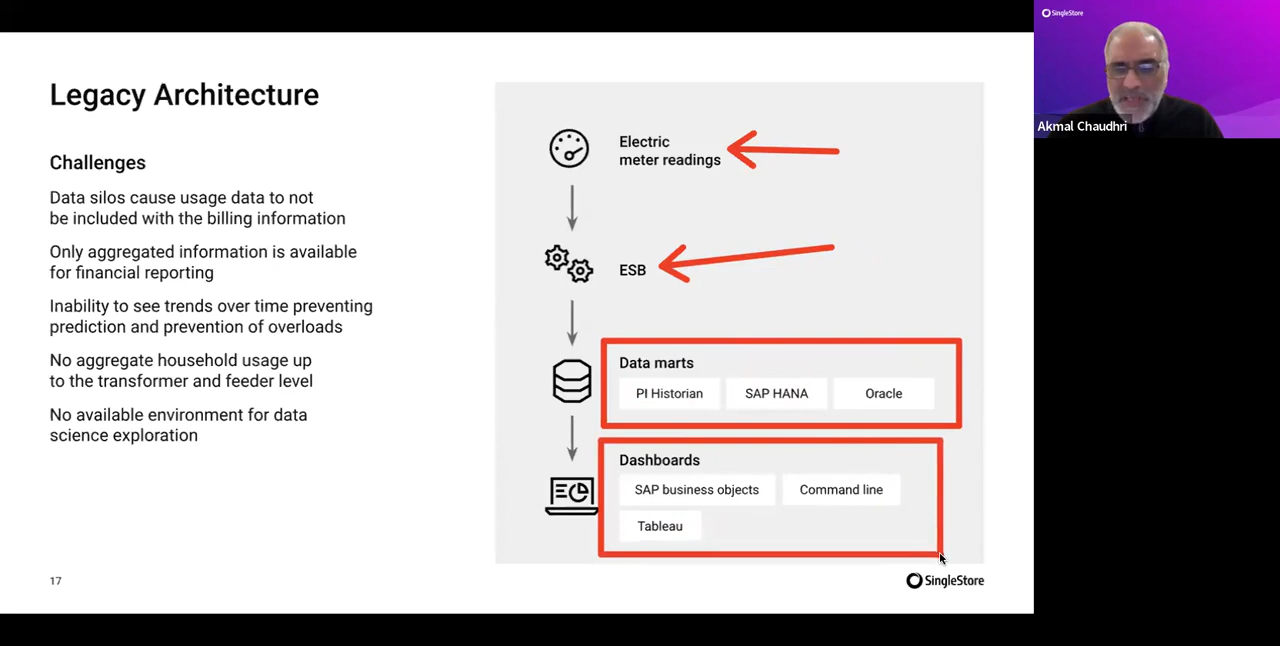 Legacy Architecture
Challenges
Data silos cause usage data to not
be included with the billing information
Only aggregated information is available
for financial reporting
Inability to see trends over time preventing
prediction and prevention of overloads
No aggregate household usage up
to the transformer and feeder level
No available environment for data
science exploration
Electric
meter readings
ESB
Data marts
PI Historian
SAP HANA
Oracle
Dashboards
SAP business objects
Command line
Tableau
17
SingleStore
SingleStore
Akmal Chaudhri